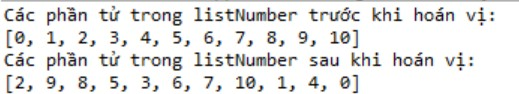 Các phần tử trong listNumber trước khi hoán vị:
[0, 1, 2, 3, 4, 5, 6, 7, 8, 9, 10]
Các phần tử trong listNumber sau khi hoán vị:
[2, 9, 8, 5, 3, 6, 7, 10, 1, 4, 0]